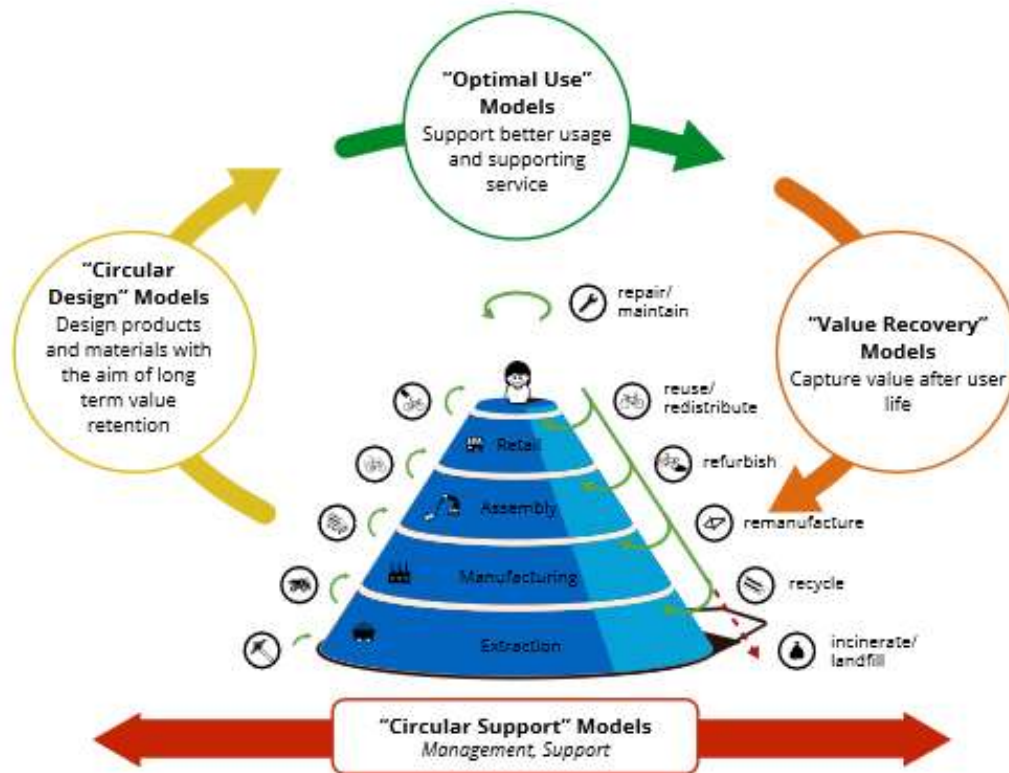 “Optimal Use”
Models
Support better usage
and supporting
service
“Circular
Design” Models
Design products
and materials with
the aim of long
term value
retention
“Value Recovery”
Models
Capture value after user
life
repair/
maintain
reuse/
redistribute
refurbish
remanufacture
recycle
incinerate/
landfill
Retail
Assembly
Manufacturing
Extraction
“Circular Support” Models
Management, Support